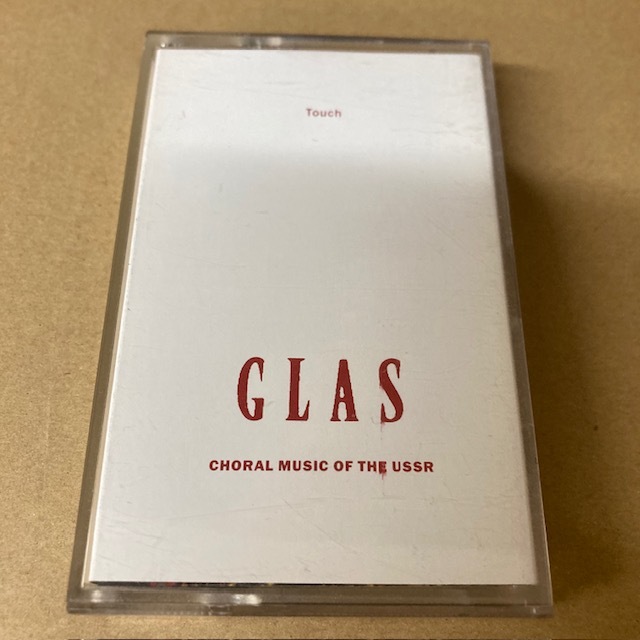 Touch
GLAS
CHORAL MUSIC OF THE USSR